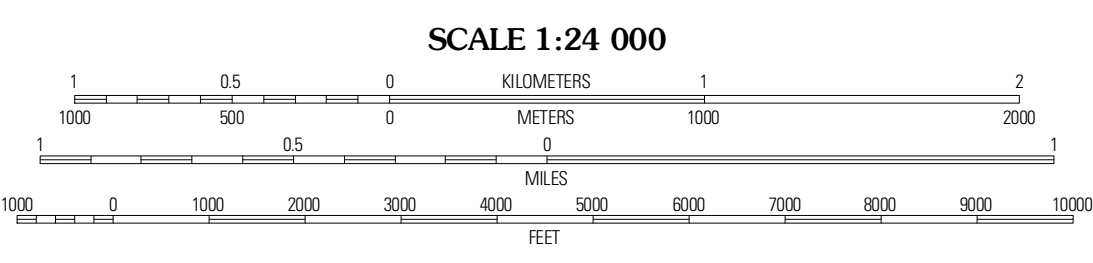 SCALE 1:24 000
1 0.5 0 KILOMETERS 1 2
1000 500 0 METERS 1000 2000
1 0.5 0 1
MILES
1000 0 1000 2000 3000 4000 5000 6000 7000 8000 9000 10000
FEET